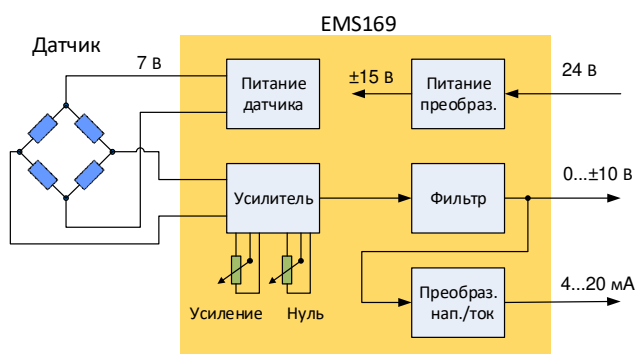 EMS169
Датчик
7 В
Питание
датчика
±15 В
Питание
преобраз.
24 В
Усилитель
Фильтр
0...±10 В
Усиление
Нуль
Преобраз.
нап./ток
4...20 мА